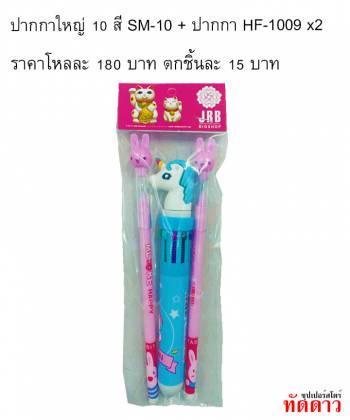 ปากกาใหญ่ 10 สี SM-10 + ปากกา HF-1009 x2
ราคาโหลละ 180 บาท ตกชิ้นละ 15 บาท
JRB
BIGSHOP
HAPPY
ซุปเปอร์สโตร์
ทัดดาว